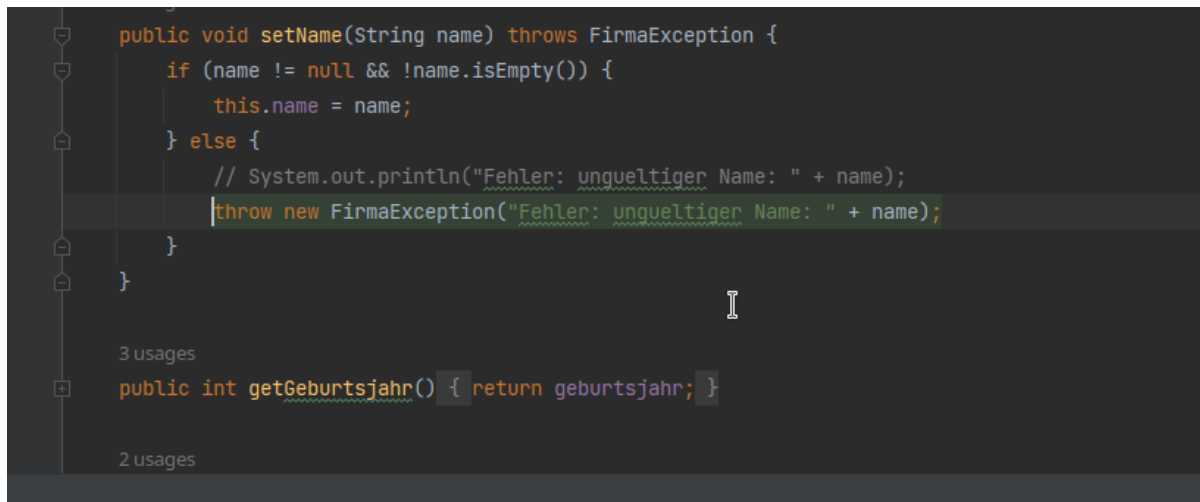 public void setName(String name) throws FirmaException {
if (name != null && !name.isEmpty()) {
this.name = name;
} else {
// System.out.println("Fehler: ungueltiger Name: " + name);
throw new FirmaException("Fehler: ungueltiger Name: " + name);
}
}
3 usages
public int getGeburtsjahr() { return geburtsjahr; }
2 usages